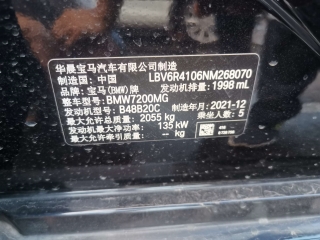 华晨宝马汽车有限公司制造
制造国: 中国 LBV6R4106NM268070
品牌: 宝马(BMW)牌 发动机排量: 1998 mL
整车型号: BMW7200MG
发动机型号: B48B20C 制造年月: 2021-12
最大允许总质量: 2055 kg 乘坐人数: 5
发动机最大净功率: 135 kW
最大允许牵引质量: -- kg